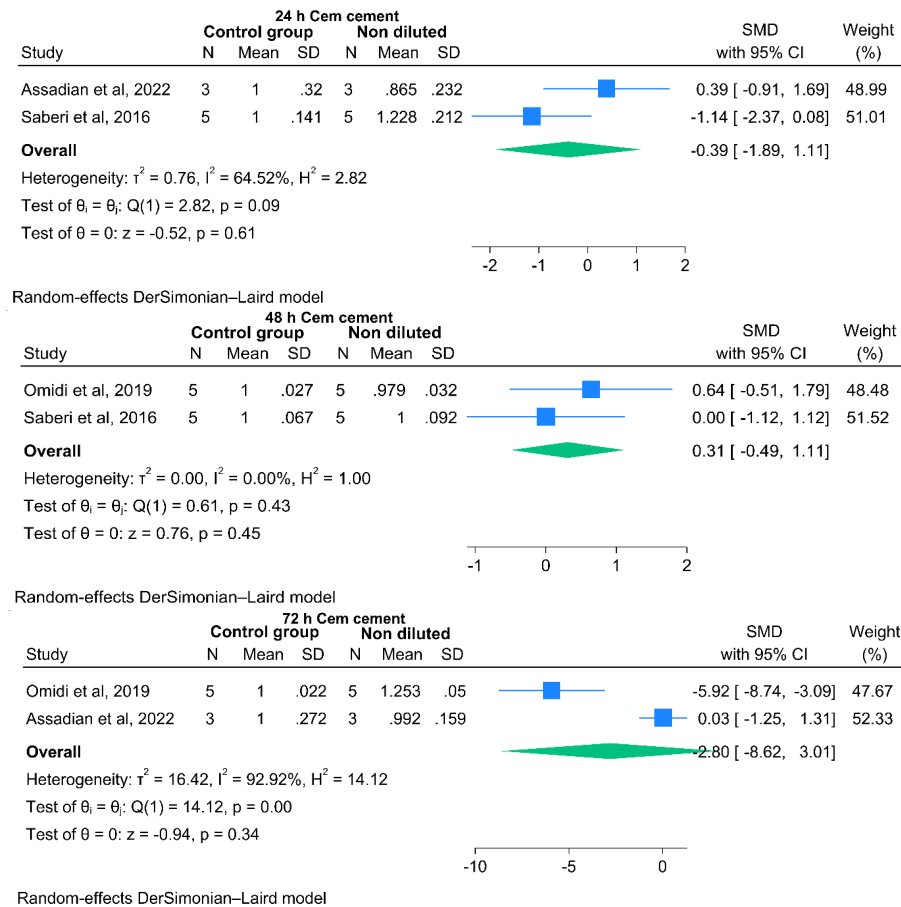 24 h Cem cement
Control group Non diluted SMD Weight
Study N Mean SD N Mean SD with 95% CI (%)
Assadian et al, 2022 3 1 .32 3 .865 .232 0.39 [ -0.91, 1.69] 48.99
Saberi et al, 2016 5 1 .141 5 1.228 .212 -1.14 [ -2.37, 0.08] 51.01
Overall -0.39 [ -1.89, 1.11]
Heterogeneity: τ² = 0.76, I² = 64.52%, H² = 2.82
Test of θᵢ = θⱼ: Q(1) = 2.82, p = 0.09
Test of θ = 0: z = -0.52, p = 0.61
-2 -1 0 1 2
Random-effects DerSimonian–Laird model
48 h Cem cement
Control group Non diluted SMD Weight
Study N Mean SD N Mean SD with 95% CI (%)
Omidi et al, 2019 5 1 .027 5 .979 .032 0.64 [ -0.51, 1.79] 48.48
Saberi et al, 2016 5 1 .067 5 1 .092 0.00 [ -1.12, 1.12] 51.52
Overall 0.31 [ -0.49, 1.11]
Heterogeneity: τ² = 0.00, I² = 0.00%, H² = 1.00
Test of θᵢ = θⱼ: Q(1) = 0.61, p = 0.43
Test of θ = 0: z = 0.76, p = 0.45
-1 0 1 2
Random-effects DerSimonian–Laird model
72 h Cem cement
Control group Non diluted SMD Weight
Study N Mean SD N Mean SD with 95% CI (%)
Omidi et al, 2019 5 1 .022 5 1.253 .05 -5.92 [ -8.74, -3.09] 47.67
Assadian et al, 2022 3 1 .272 3 .992 .159 0.03 [ -1.25, 1.31] 52.33
Overall -2.80 [ -8.62, 3.01]
Heterogeneity: τ² = 16.42, I² = 92.92%, H² = 14.12
Test of θᵢ = θⱼ: Q(1) = 14.12, p = 0.00
Test of θ = 0: z = -0.94, p = 0.34
-10 -5 0
Random-effects DerSimonian–Laird model